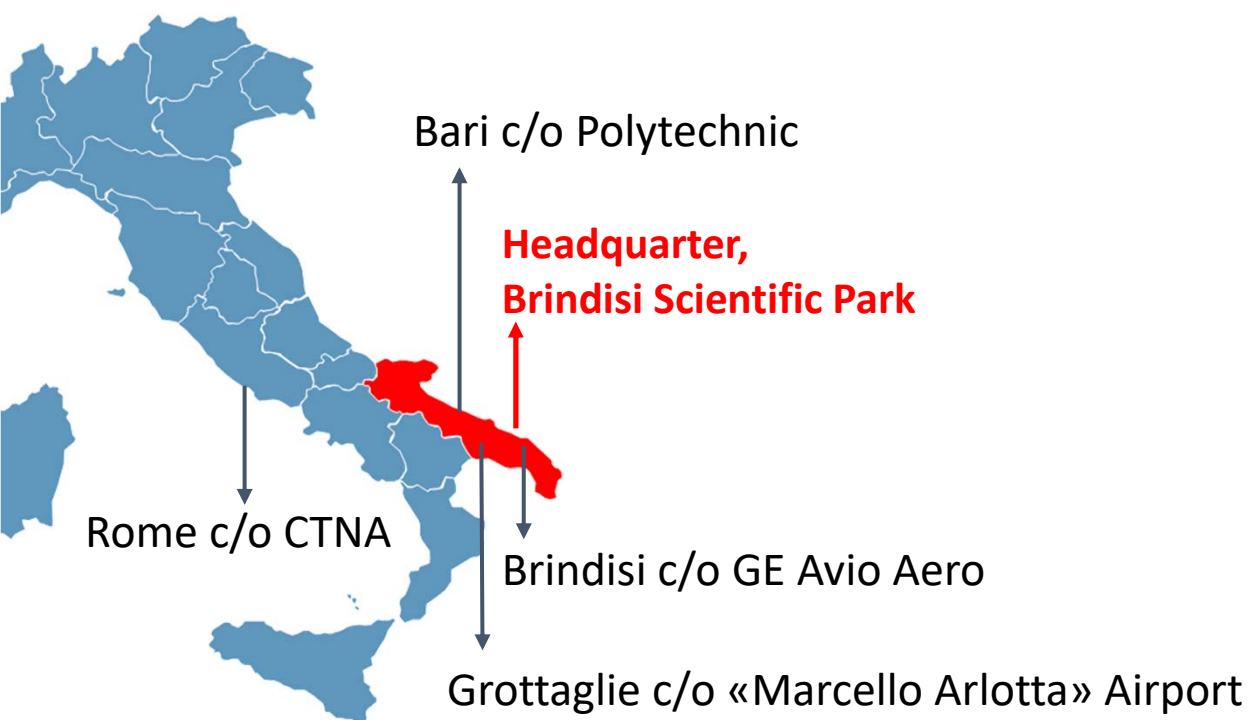 Bari c/o Polytechnic
Headquarter,
Brindisi Scientific Park
Rome c/o CTNA
Brindisi c/o GE Avio Aero
Grottaglie c/o «Marcello Arlotta» Airport